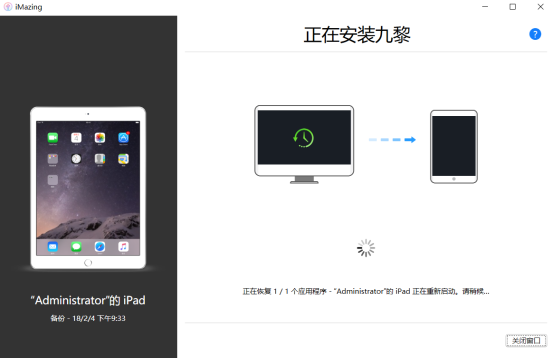 iMazing
正在安装九黎
?
正在恢复 1 / 1 个应用程序 - “Administrator”的 iPad 正在重新启动。请稍候...
“Administrator”的 iPad
备份 - 18/2/4 下午9:33
关闭窗口